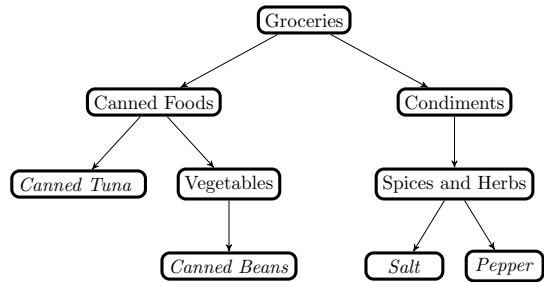 Groceries
Canned Foods
Condiments
Canned Tuna
Vegetables
Spices and Herbs
Canned Beans
Salt
Pepper